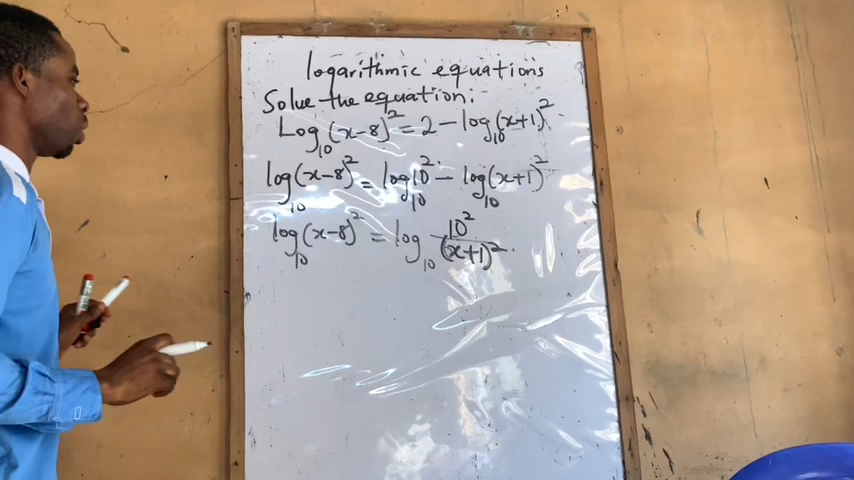 logarithmic equations
Solve the equation:
Log₁₀(x-8)² = 2 - log₁₀(x+1)².
log₁₀(x-8)² = log₁₀10² - log₁₀(x+1)²
log₁₀(x-8)² = log₁₀ 10²/(x+1)².